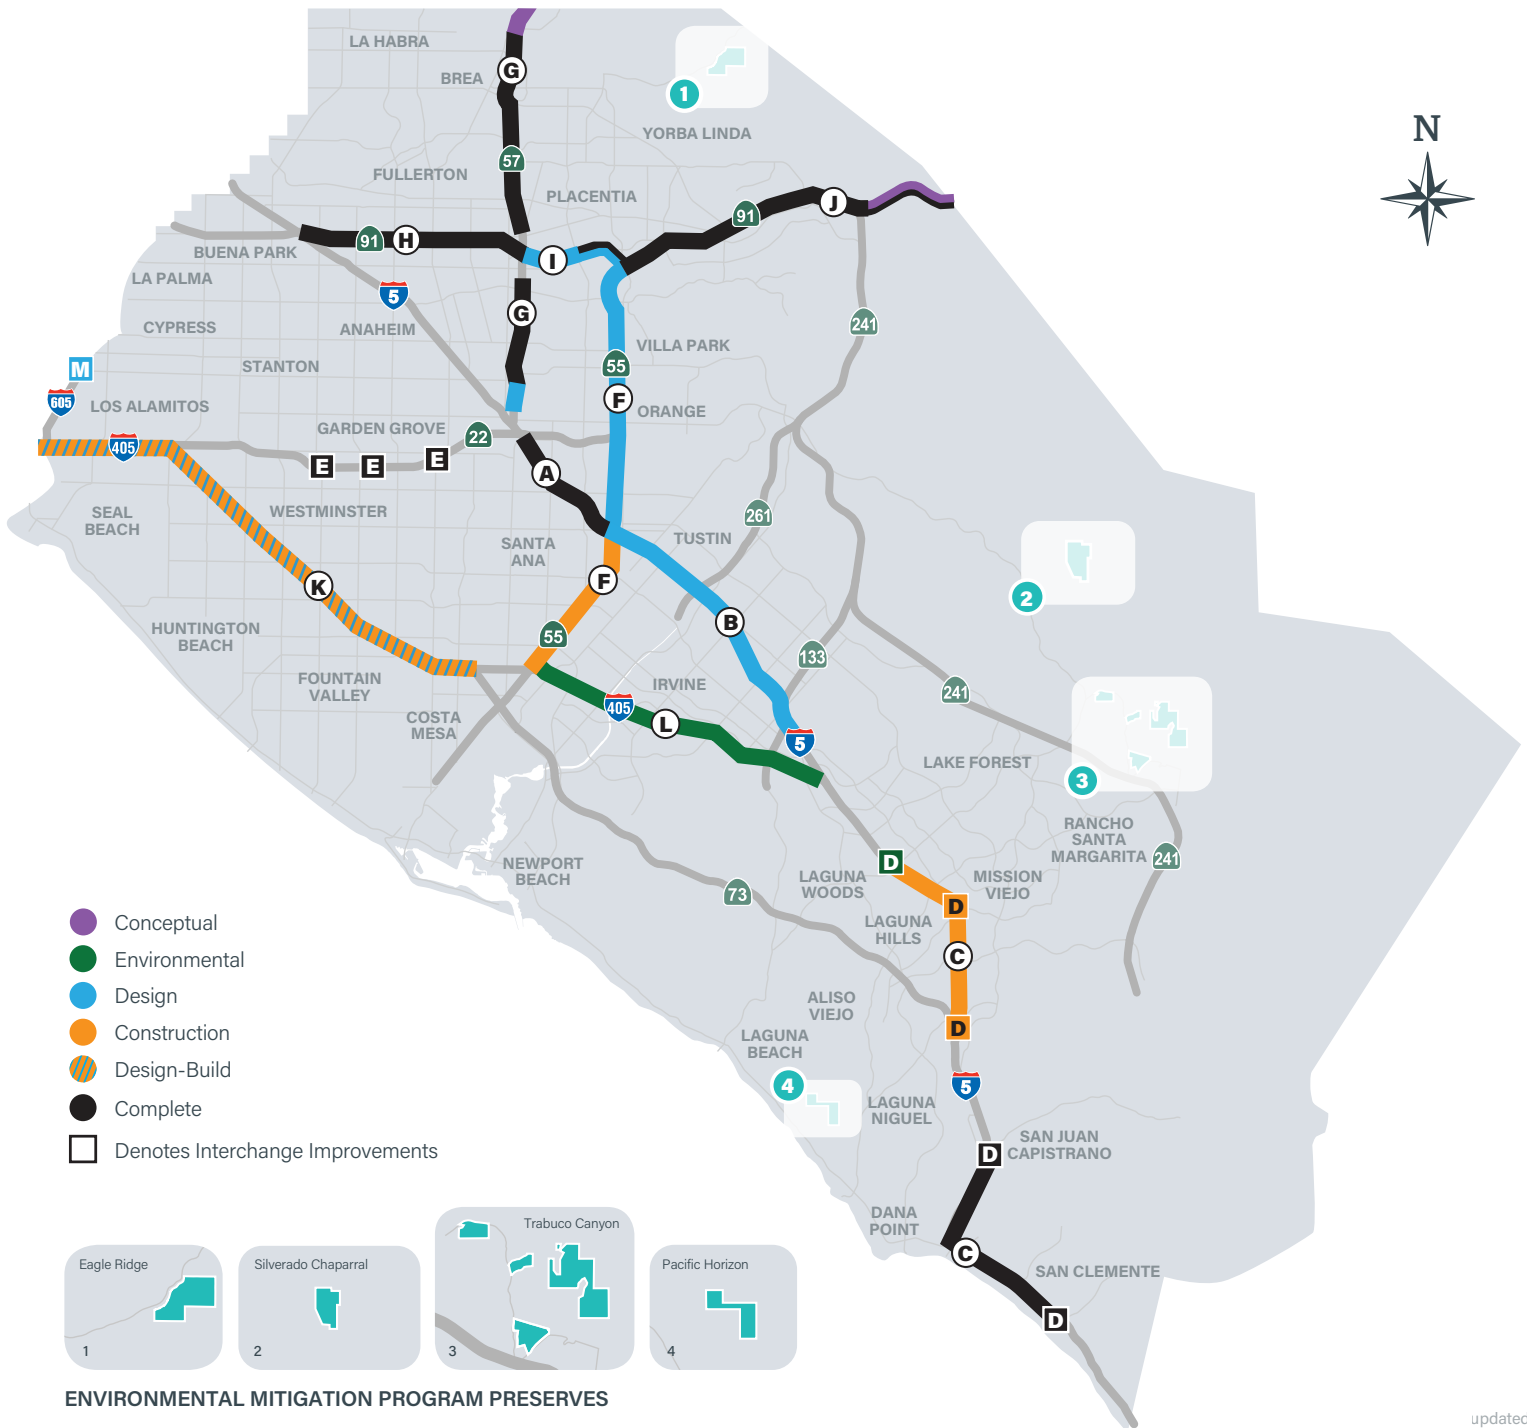 LA HABRA
G
BREA
1
YORBA LINDA
N
57
FULLERTON
PLACENTIA
J
91
91
H
I
BUENA PARK
LA PALMA
5
G
ANAHEIM
CYPRESS
241
VILLA PARK
STANTON
M
55
605
LOS ALAMITOS
F
ORANGE
GARDEN GROVE
22
405
E
E
E
A
SEAL
BEACH
WESTMINSTER
261
TUSTIN
SANTA
ANA
F
K
2
B
HUNTINGTON
BEACH
55
133
FOUNTAIN
VALLEY
IRVINE
241
405
L
COSTA
MESA
5
LAKE FOREST
3
RANCHO
SANTA
MARGARITA
241
NEWPORT
BEACH
D
LAGUNA
WOODS
MISSION
VIEJO
73
D
LAGUNA
HILLS
C
ALISO
VIEJO
D
LAGUNA
BEACH
4
5
LAGUNA
NIGUEL
SAN JUAN
CAPISTRANO
D
DANA
POINT
C
SAN CLEMENTE
D
Conceptual
Environmental
Design
Construction
Design-Build
Complete
Denotes Interchange Improvements
Eagle Ridge
1
Silverado Chaparral
2
Trabuco Canyon
3
Pacific Horizon
4
ENVIRONMENTAL MITIGATION PROGRAM PRESERVES
updated